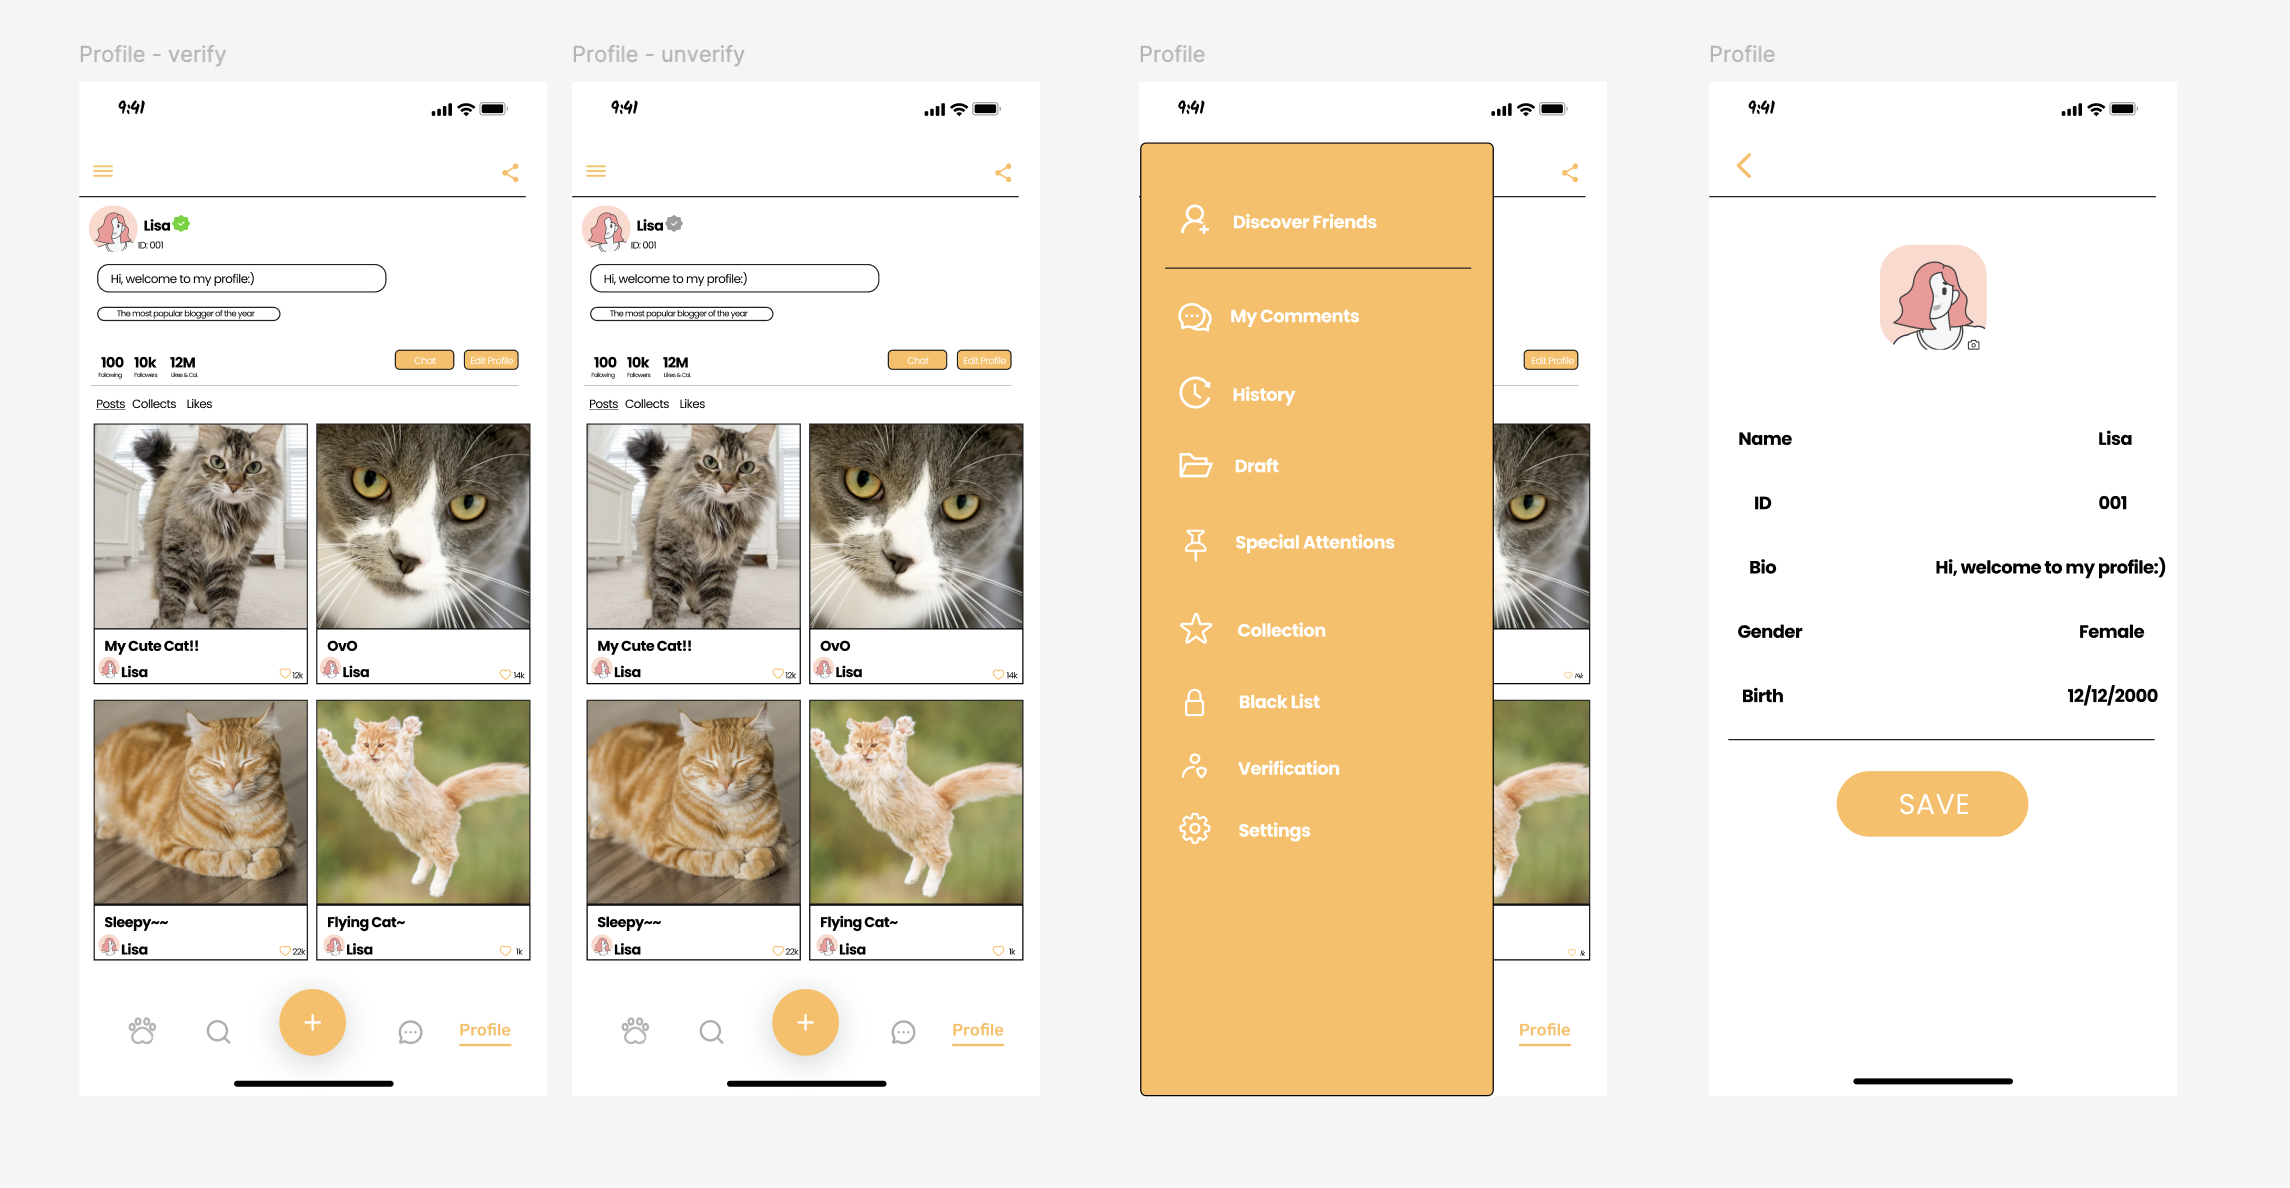 Profile - verify
9:41
Lisa
ID: 001
Hi, welcome to my profile:)
The most popular blogger of the year
100 10k 12M
Following Followers Likes & Col.
Chat Edit Profile
Posts Collects Likes
My Cute Cat!!
Lisa 12k
OvO
Lisa 14k
Sleepy~~
Lisa 22k
Flying Cat~
Lisa 1k
Profile
Profile - unverify
9:41
Lisa
ID: 001
Hi, welcome to my profile:)
The most popular blogger of the year
100 10k 12M
Following Followers Likes & Col.
Chat Edit Profile
Posts Collects Likes
My Cute Cat!!
Lisa 12k
OvO
Lisa 14k
Sleepy~~
Lisa 22k
Flying Cat~
Lisa 1k
Profile
Profile
9:41
Discover Friends
My Comments
History
Draft
Special Attentions
Collection
Black List
Verification
Settings
Edit Profile
14k
1k
Profile
Profile
9:41
Name Lisa
ID 001
Bio Hi, welcome to my profile:)
Gender Female
Birth 12/12/2000
SAVE